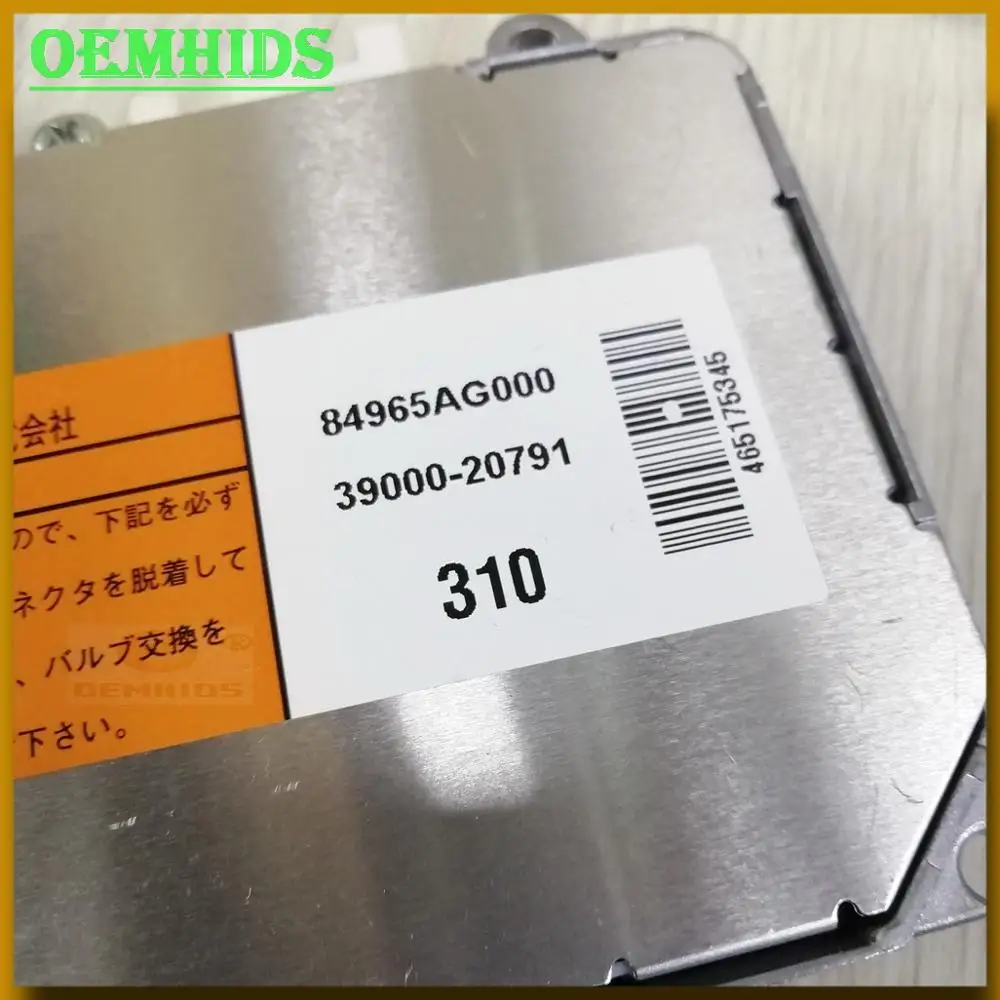 OEMHIDS
式会社
ので、下記を必ず
ネクタを脱着して
、バルブ交換を
下さい。
OEMHIDS
®
84965AG000
39000-20791
310
465175345